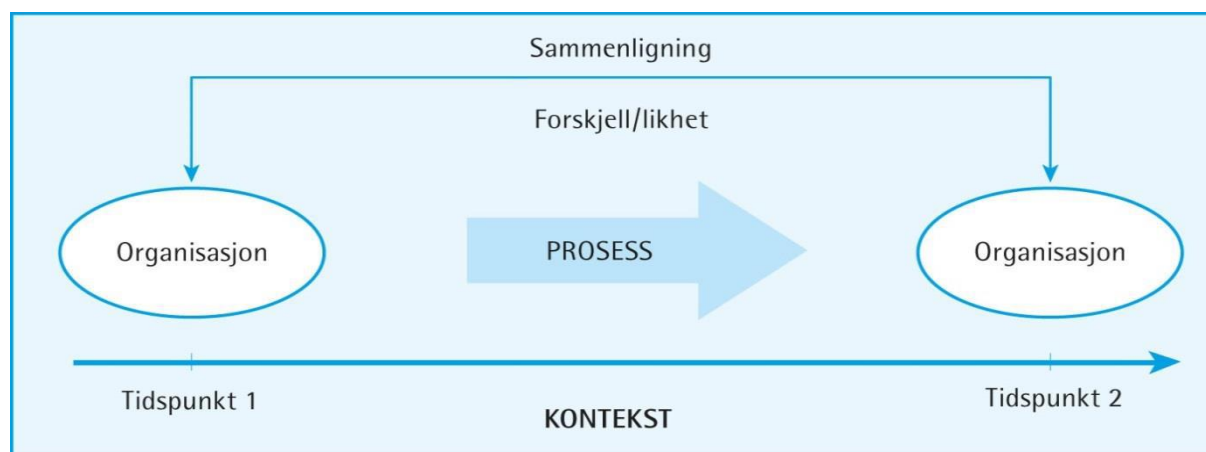 Sammenligning
Forskjell/likhet
Organisasjon
PROSESS
Organisasjon
Tidspunkt 1
Tidspunkt 2
KONTEKST